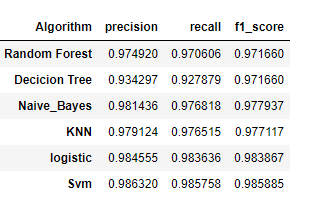 Algorithm precision recall f1_score
Random Forest 0.974920 0.970606 0.971660
Decicion Tree 0.934297 0.927879 0.971660
Naive_Bayes 0.981436 0.976818 0.977937
KNN 0.979124 0.976515 0.977117
logistic 0.984555 0.983636 0.983867
Svm 0.986320 0.985758 0.985885